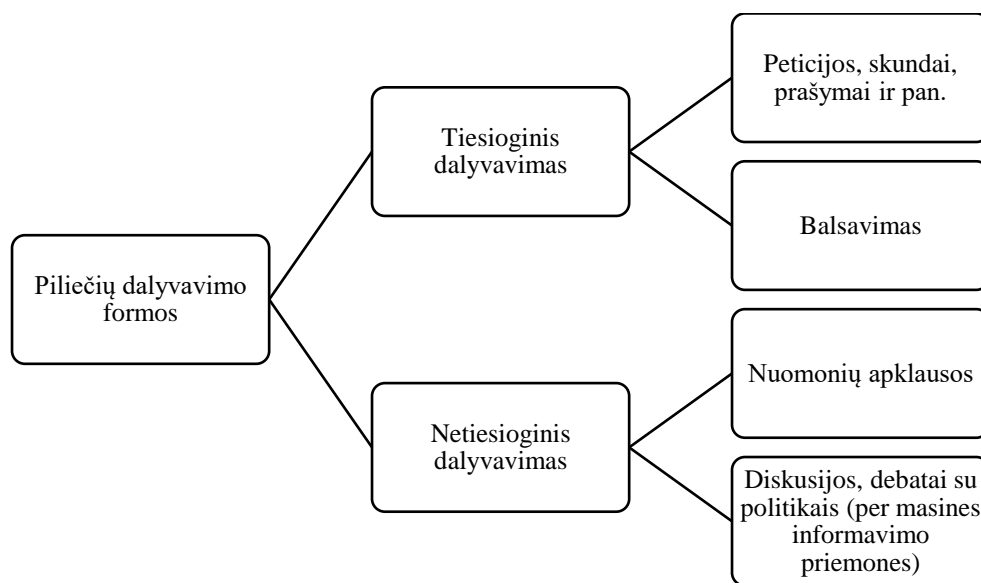 Piliečių dalyvavimo
formos
Tiesioginis
dalyvavimas
Peticijos, skundai,
prašymai ir pan.
Balsavimas
Netiesioginis
dalyvavimas
Nuomonių apklausos
Diskusijos, debatai su
politikais (per masines
informavimo
priemones)